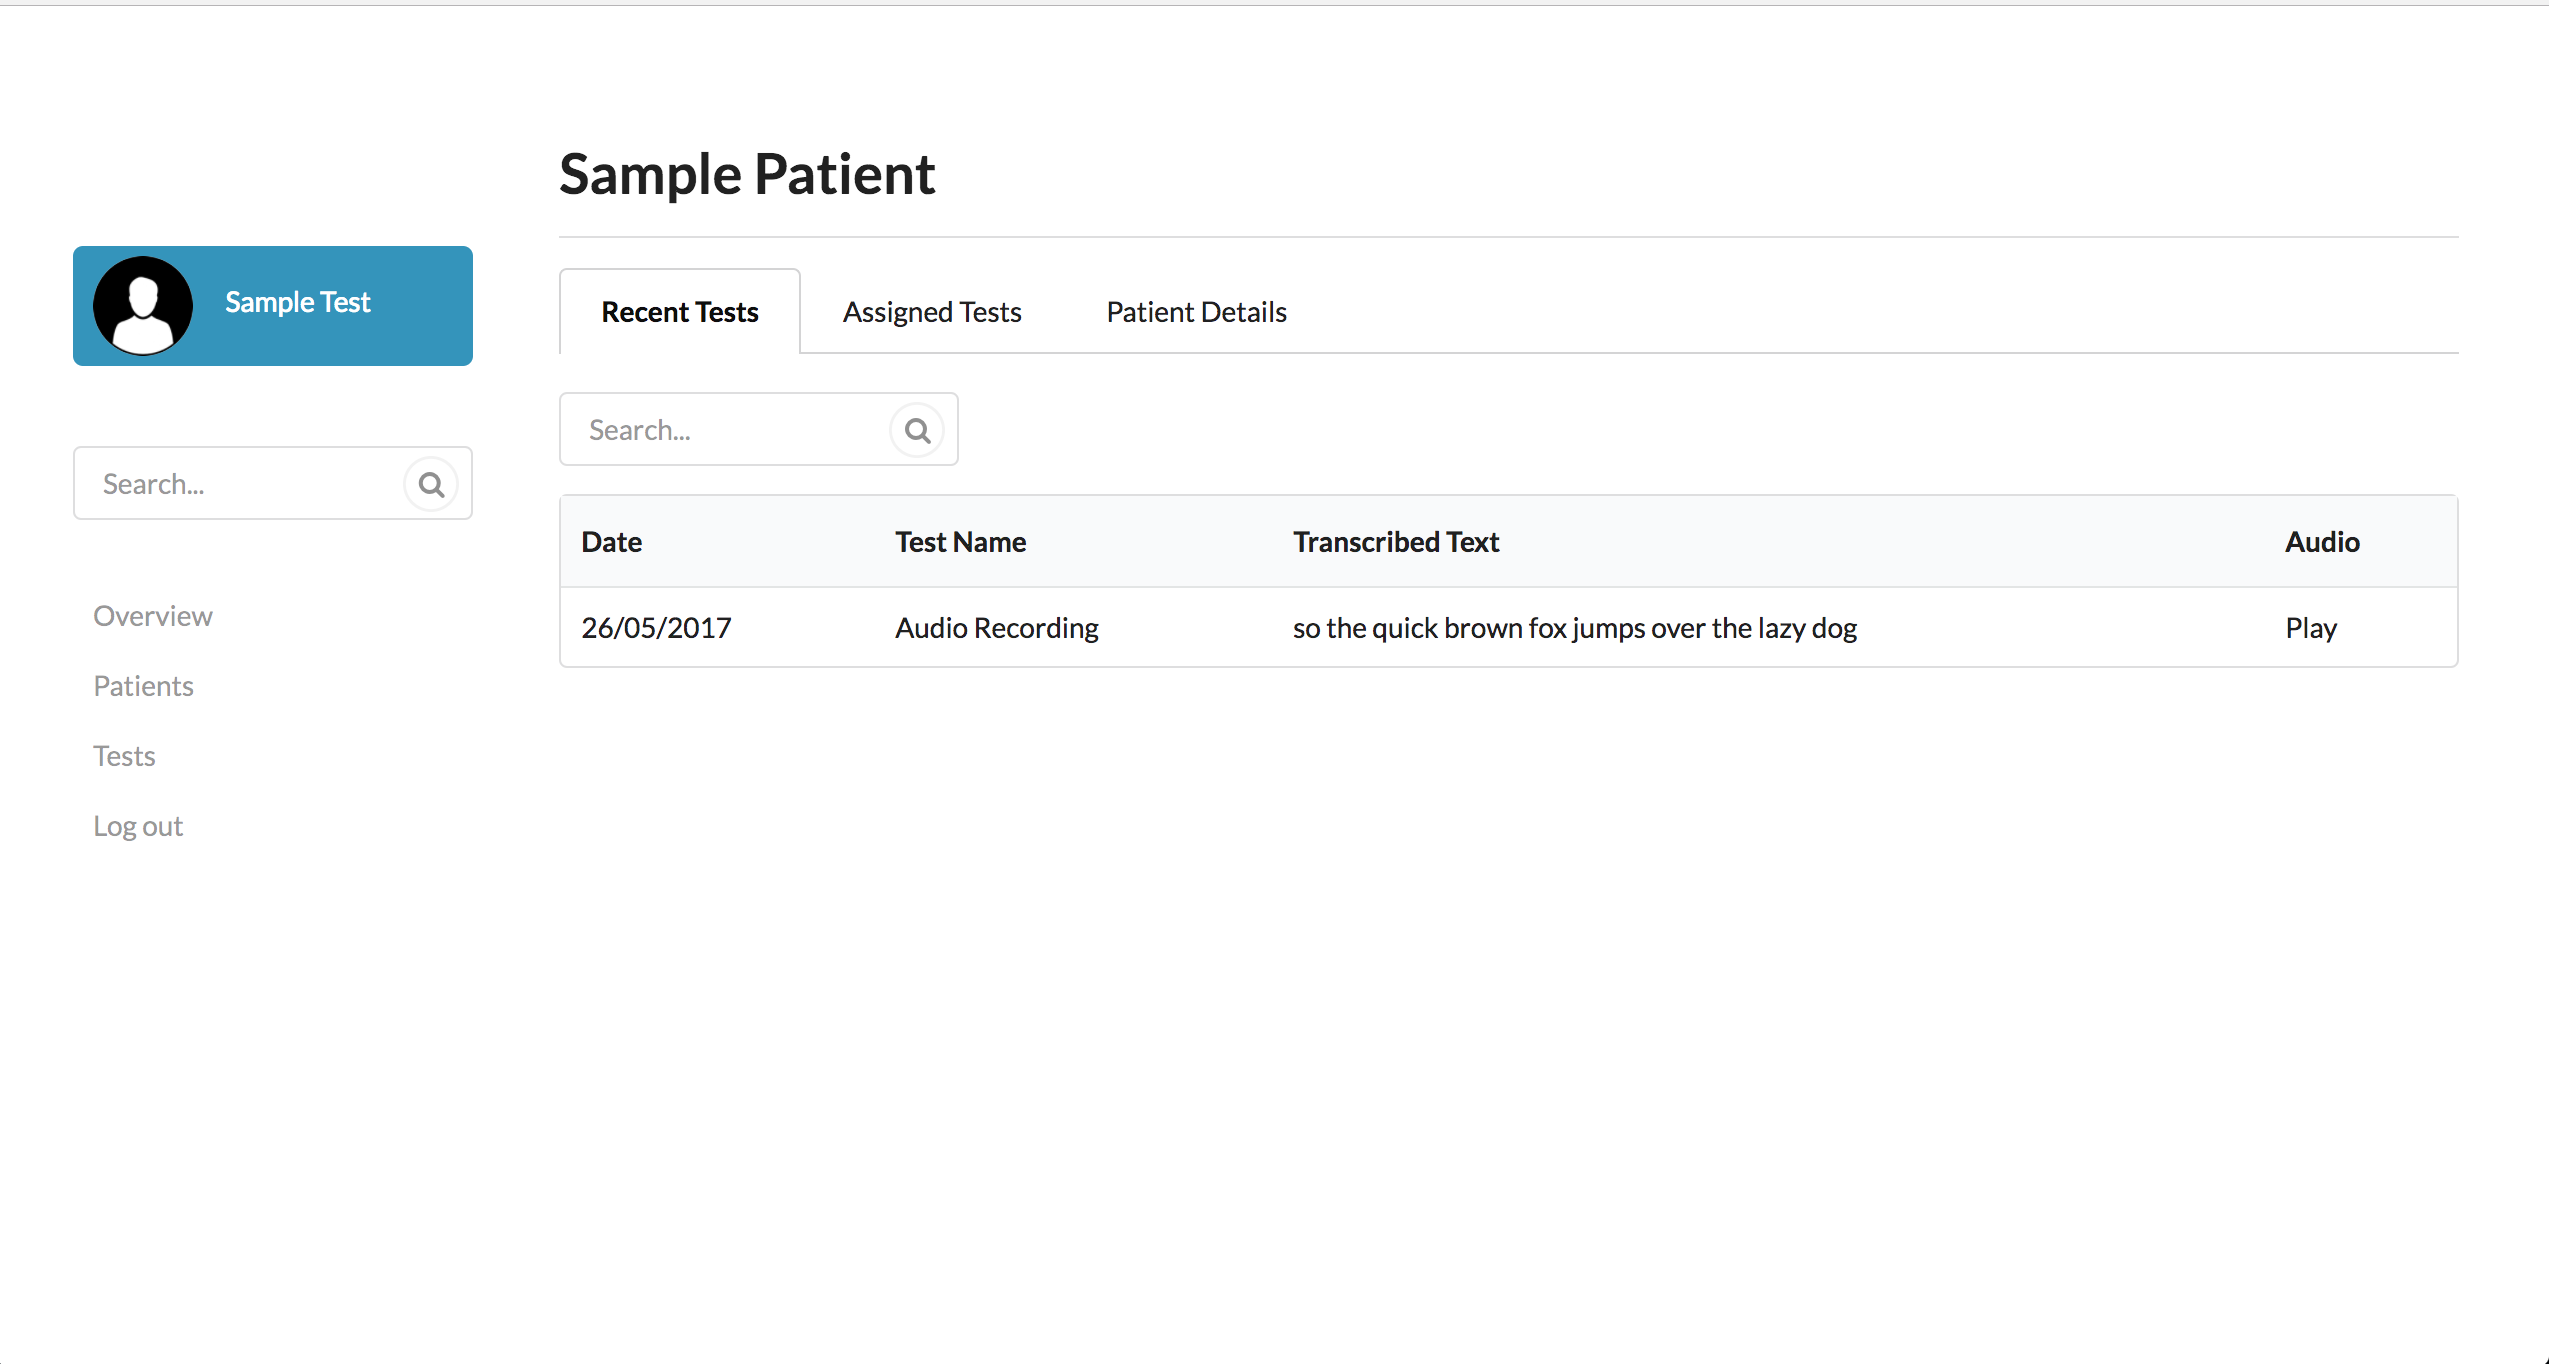 Sample Patient
Sample Test
Recent Tests Assigned Tests Patient Details
Search...
Search...
Overview
Patients
Tests
Log out
Date Test Name Transcribed Text Audio
26/05/2017 Audio Recording so the quick brown fox jumps over the lazy dog Play